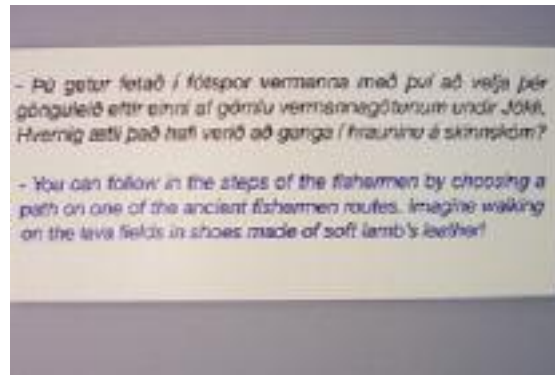 - Þú getur fetað í fótspor vermanna með því að velja þér
gönguleið eftir einni af gömlu vermannagötunum undir Jökli.
Hvernig ætli það hafi verið að ganga í hrauninu á skinnskóm?
- You can follow in the steps of the fishermen by choosing a
path on one of the ancient fishermen routes. Imagine walking
on the lava fields in shoes made of soft lamb's leather!